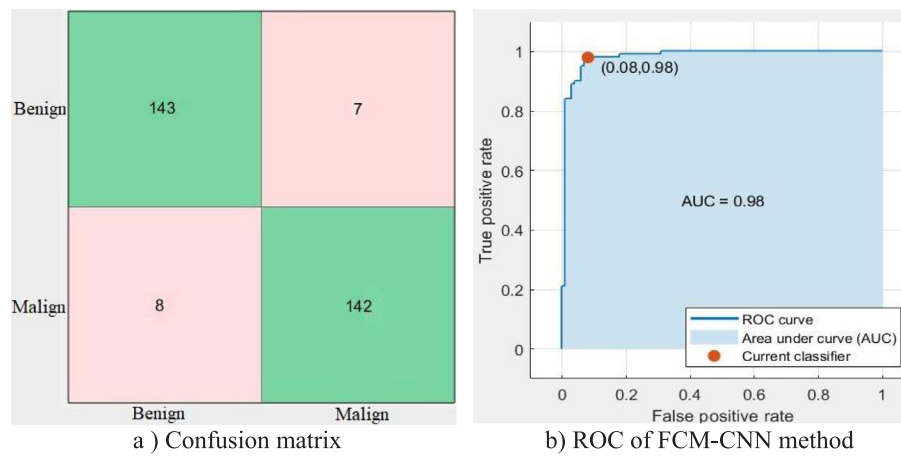 Benign
143
7
Malign
8
142
Benign
Malign
a ) Confusion matrix
1
0.8
0.6
0.4
0.2
0
True positive rate
(0.08,0.98)
AUC = 0.98
ROC curve
Area under curve (AUC)
Current classifier
0
0.2
0.4
0.6
0.8
1
False positive rate
b) ROC of FCM-CNN method